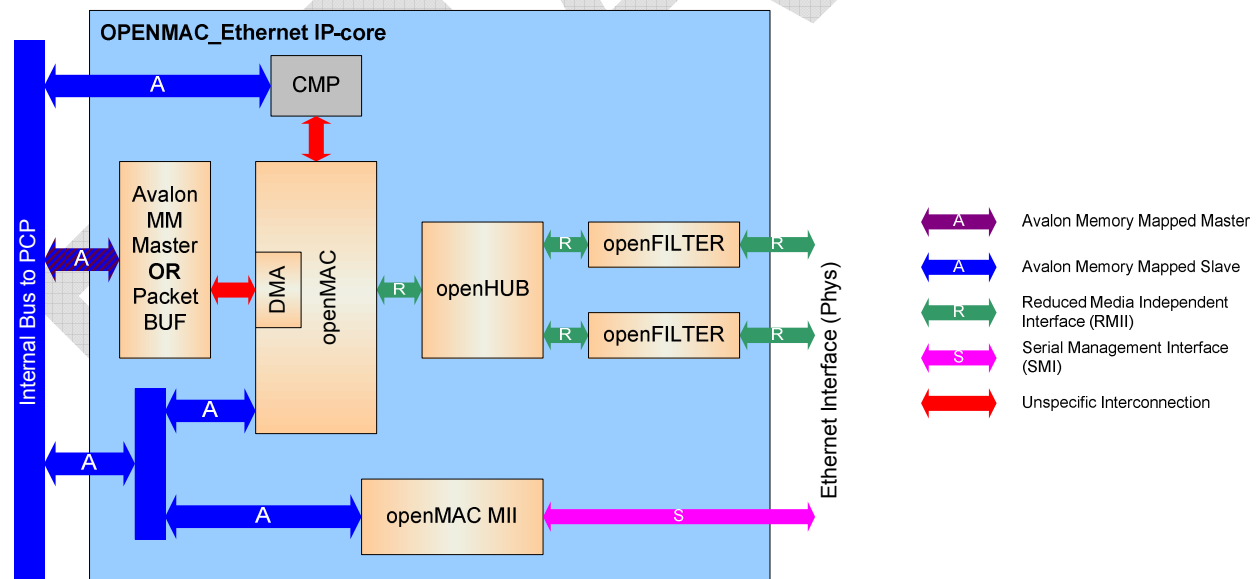 OPENMAC_Ethernet IP-core
A
CMP
Internal Bus to PCP
A
Avalon
MM
Master
OR
Packet
BUF
DMA
openMAC
R
openHUB
R
openFILTER
R
R
openFILTER
R
Ethernet Interface (Phys)
A
A
A
openMAC MII
S
A
Avalon Memory Mapped Master
A
Avalon Memory Mapped Slave
R
Reduced Media Independent
Interface (RMII)
S
Serial Management Interface
(SMI)
Unspecific Interconnection